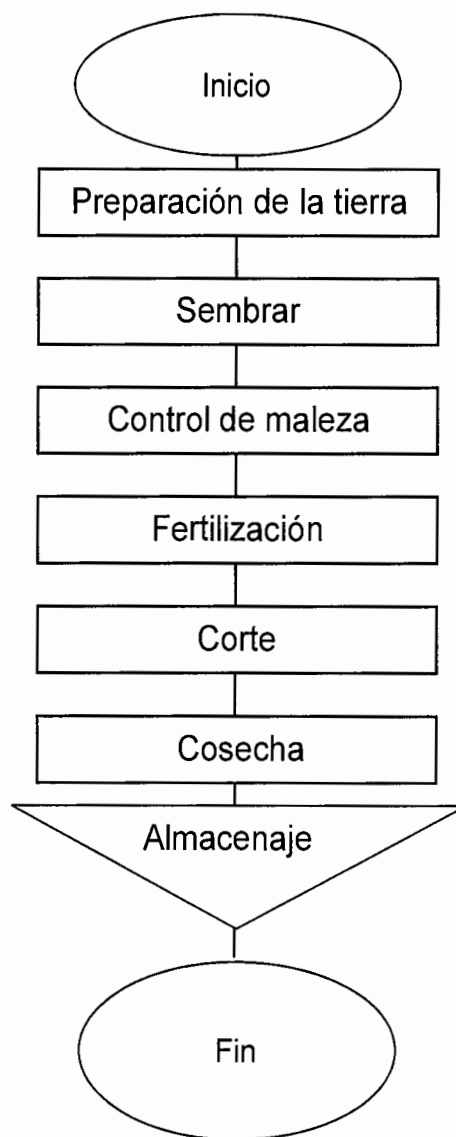 Inicio
Preparación de la tierra
Sembrar
Control de maleza
Fertilización
Corte
Cosecha
Almacenaje
Fin